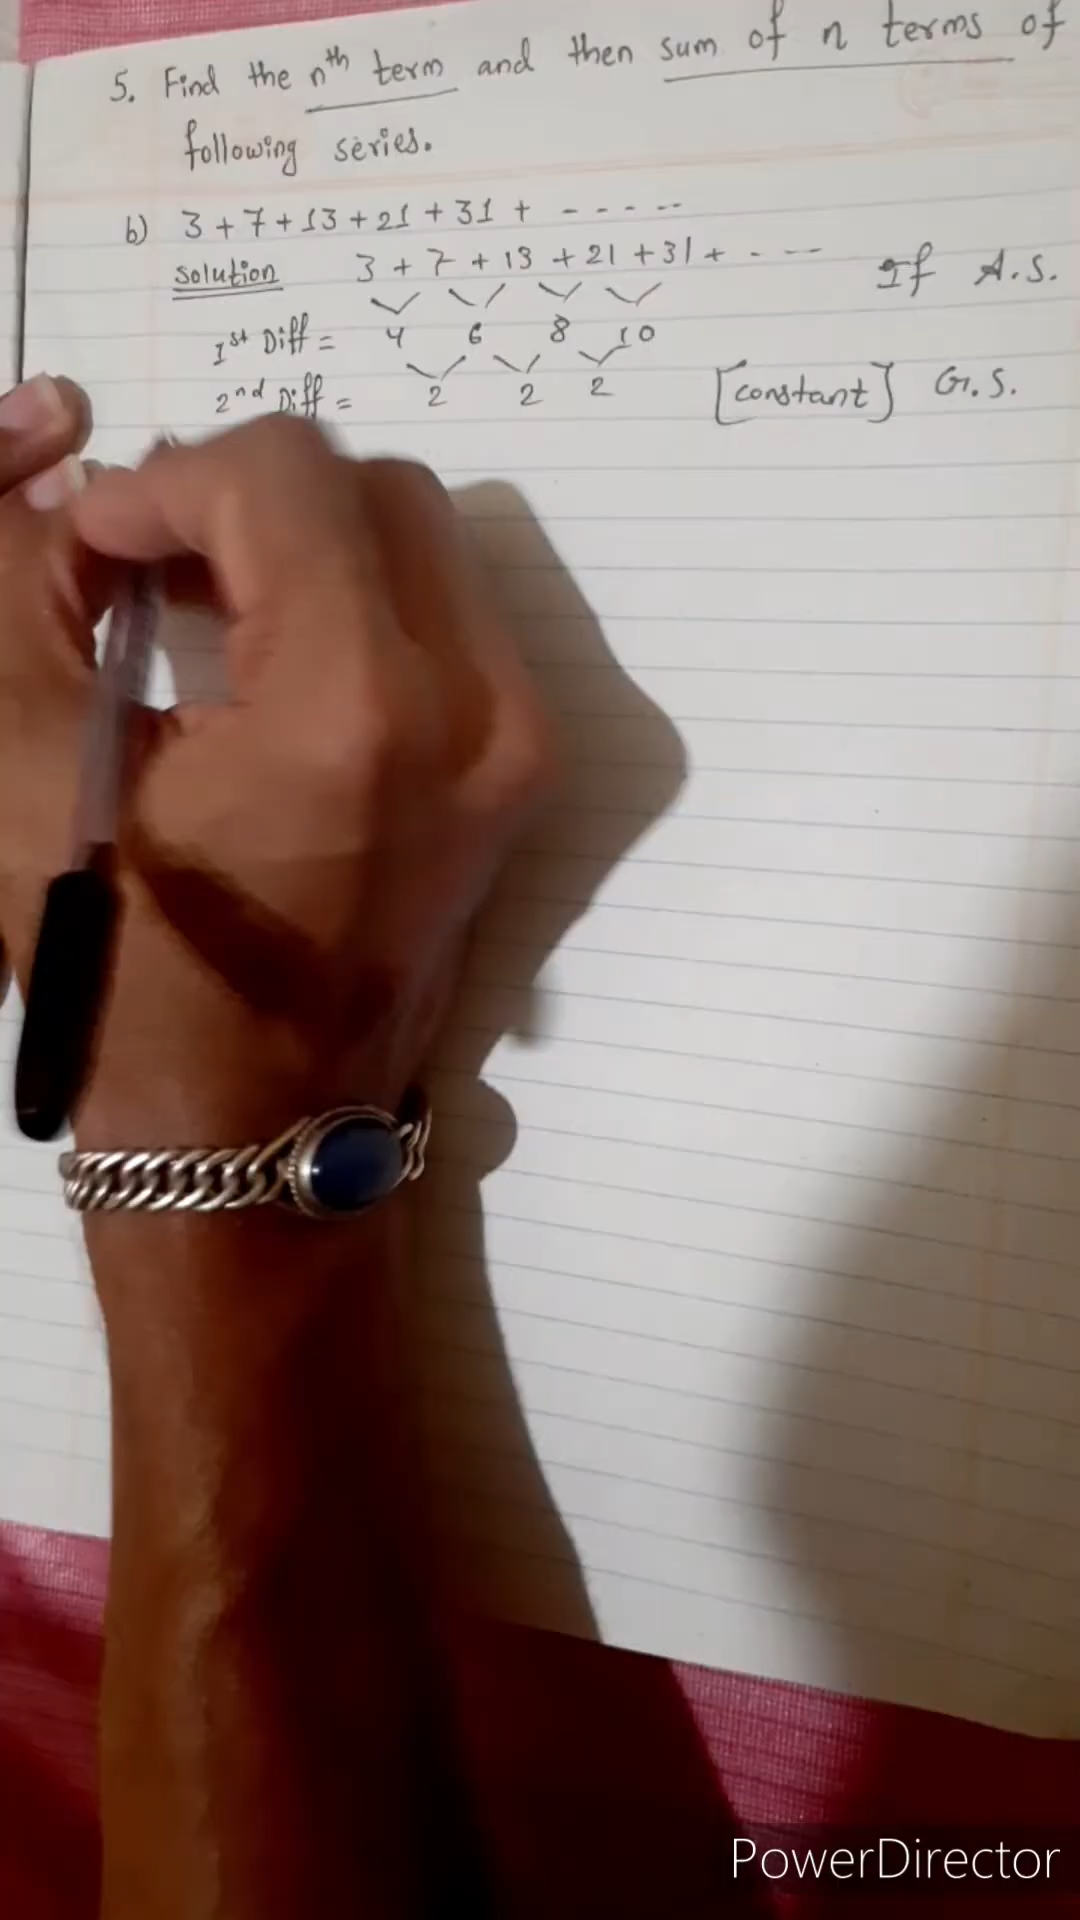 5. Find the nth term and then sum of n terms of
following series.
b) 3 + 7 + 13 + 21 + 31 + -----
Solution 3 + 7 + 13 + 21 + 31 + - -- If A.S.
1st Diff = 4 6 8 10
2nd Diff = 2 2 2 [constant] G.S.
PowerDirector